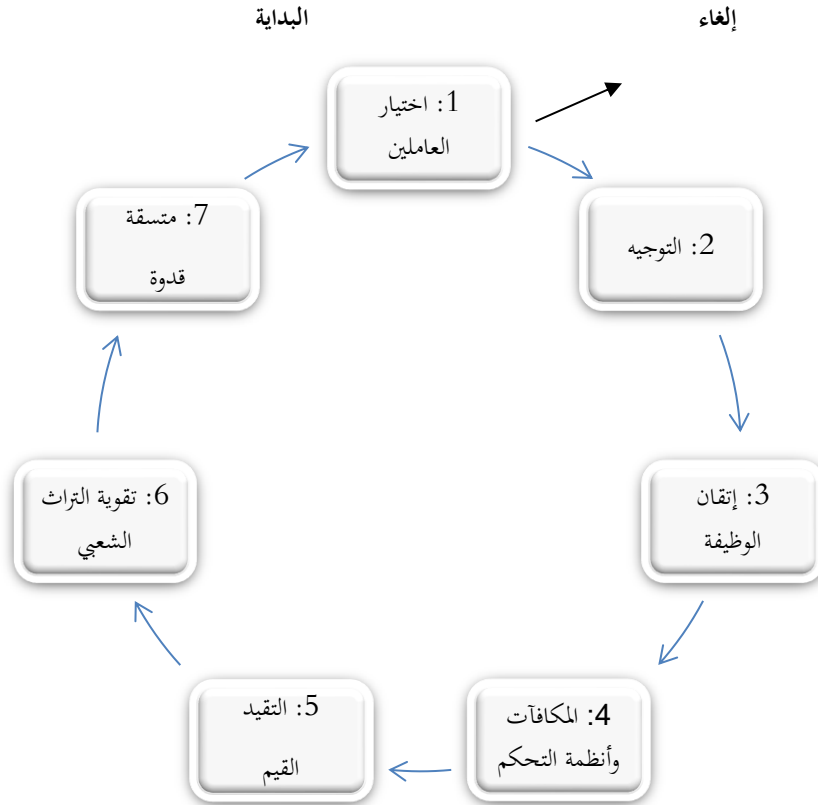 البداية
إلغاء
1: اختيار
العاملين
2: التوجيه
3: إتقان
الوظيفة
4: المكافآت
وأنظمة التحكم
5: التقيد
القيم
6: تقوية التراث
الشعبي
7: متسقة
قدوة